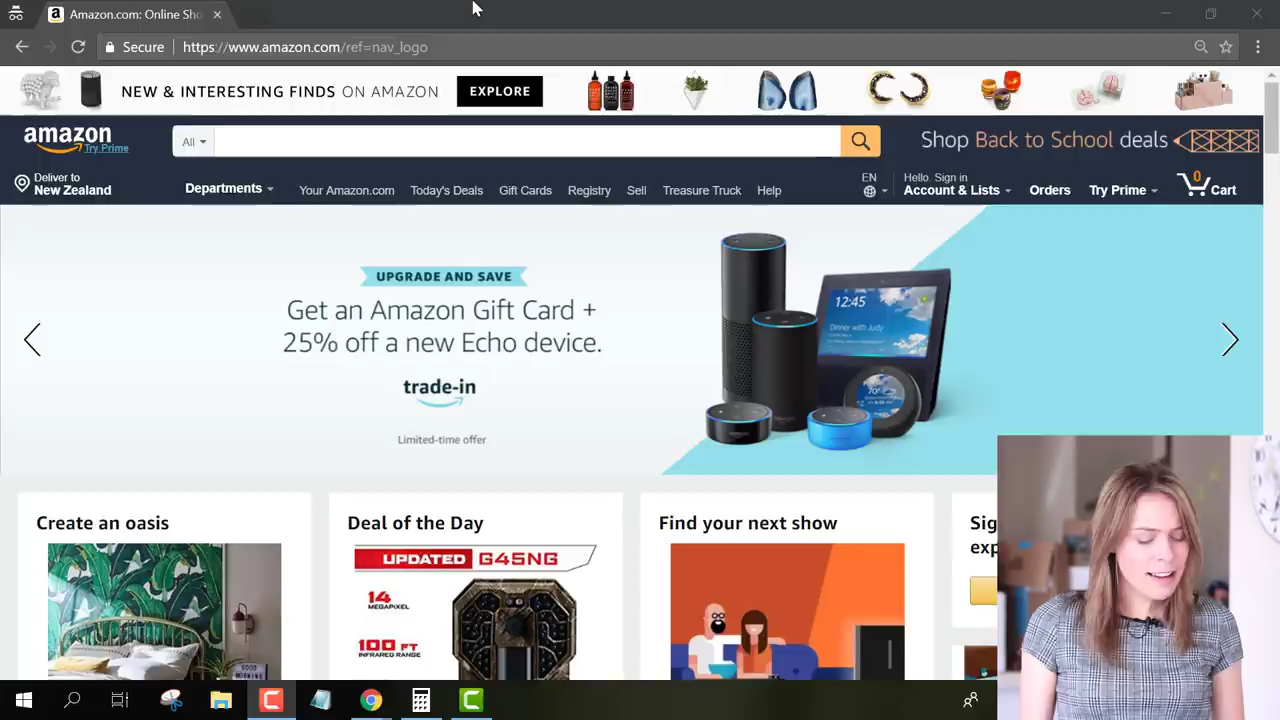 Amazon.com: Online Sho
Secure https://www.amazon.com/ref=nav_logo
NEW & INTERESTING FINDS ON AMAZON EXPLORE
amazon
Try Prime
All
Shop Back to School deals
Deliver to
New Zealand
Departments
Your Amazon.com
Today's Deals
Gift Cards
Registry
Sell
Treasure Truck
Help
EN
Hello. Sign in
Account & Lists
Orders
Try Prime
0
Cart
UPGRADE AND SAVE
Get an Amazon Gift Card +
25% off a new Echo device.
trade-in
Limited-time offer
12:45
Dinner with Judy
70°
Create an oasis
Deal of the Day
Find your next show
Sig
exp
UPDATED G45NG
14
MEGAPIXEL
100 FT
INFRARED RANGE
GOOD